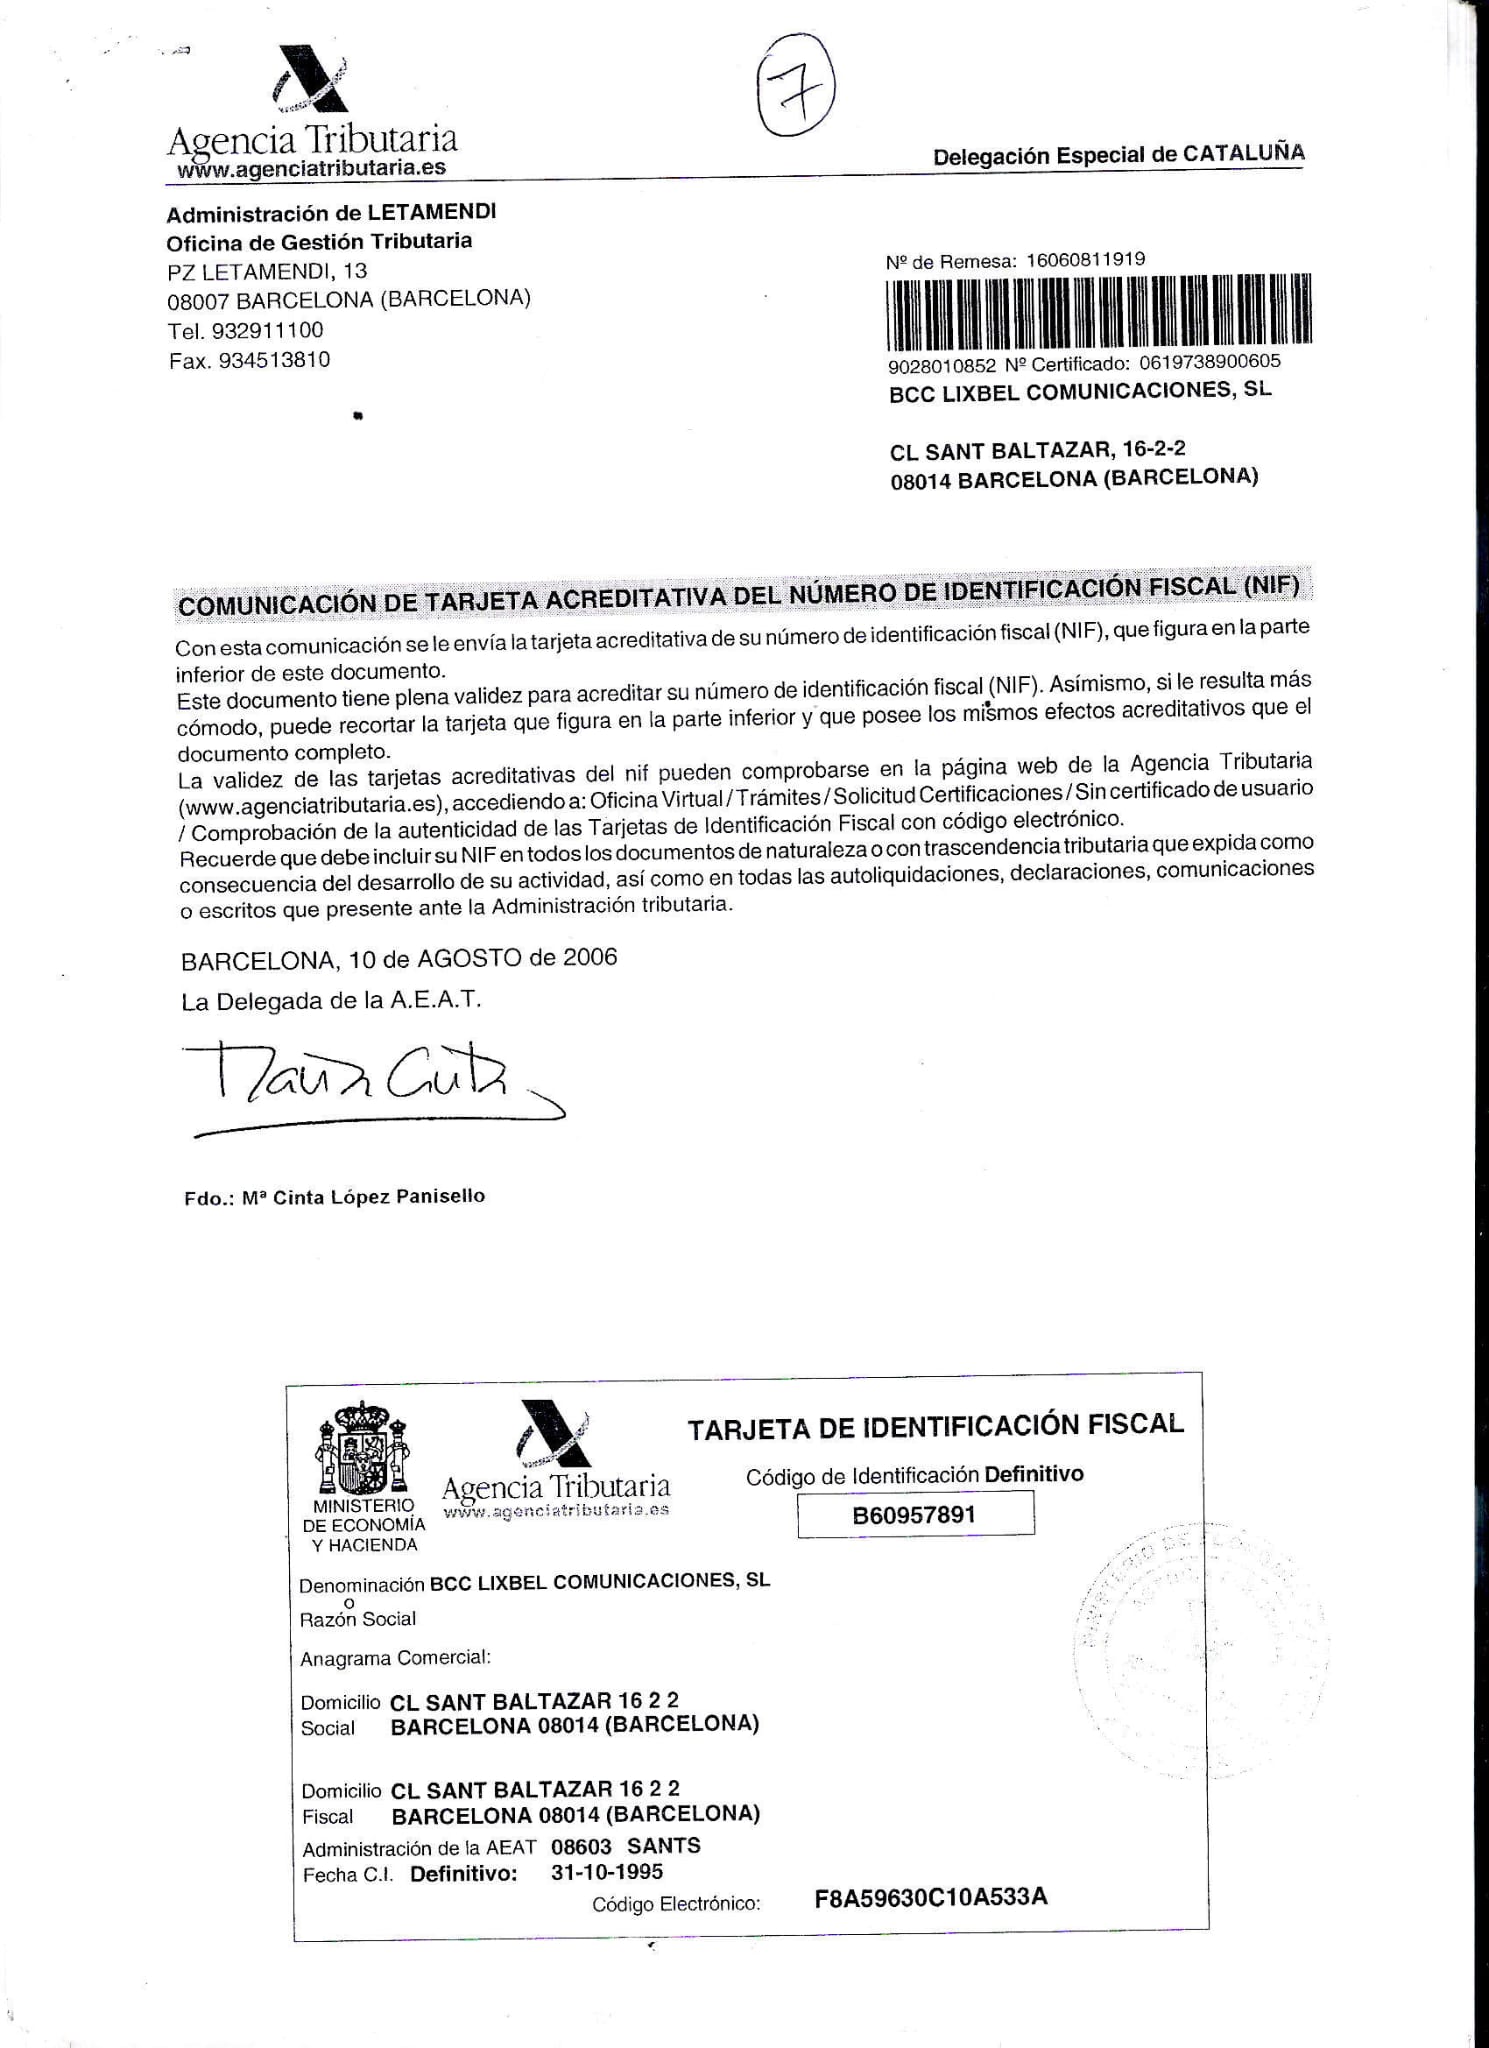 7
Agencia Tributaria
www.agenciatributaria.es
Delegación Especial de CATALUÑA
Administración de LETAMENDI
Oficina de Gestión Tributaria
PZ LETAMENDI, 13
08007 BARCELONA (BARCELONA)
Tel. 932911100
Fax. 934513810
Nº de Remesa: 16060811919
9028010852 Nº Certificado: 0619738900605
BCC LIXBEL COMUNICACIONES, SL
CL SANT BALTAZAR, 16-2-2
08014 BARCELONA (BARCELONA)
COMUNICACIÓN DE TARJETA ACREDITATIVA DEL NÚMERO DE IDENTIFICACIÓN FISCAL (NIF)
Con esta comunicación se le envía la tarjeta acreditativa de su número de identificación fiscal (NIF), que figura en la parte
inferior de este documento.
Este documento tiene plena validez para acreditar su número de identificación fiscal (NIF). Asímismo, si le resulta más
cómodo, puede recortar la tarjeta que figura en la parte inferior y que posee los mismos efectos acreditativos que el
documento completo.
La validez de las tarjetas acreditativas del nif pueden comprobarse en la página web de la Agencia Tributaria
(www.agenciatributaria.es), accediendo a: Oficina Virtual / Trámites / Solicitud Certificaciones / Sin certificado de usuario
/ Comprobación de la autenticidad de las Tarjetas de Identificación Fiscal con código electrónico.
Recuerde que debe incluir su NIF en todos los documentos de naturaleza o con trascendencia tributaria que expida como
consecuencia del desarrollo de su actividad, así como en todas las autoliquidaciones, declaraciones, comunicaciones
o escritos que presente ante la Administración tributaria.
BARCELONA, 10 de AGOSTO de 2006
La Delegada de la A.E.A.T.
Fdo.: Mª Cinta López Panisello
MINISTERIO
DE ECONOMÍA
Y HACIENDA
Agencia Tributaria
www.agenciatributaria.es
TARJETA DE IDENTIFICACIÓN FISCAL
Código de Identificación Definitivo
B60957891
Denominación BCC LIXBEL COMUNICACIONES, SL
o
Razón Social
Anagrama Comercial:
Domicilio CL SANT BALTAZAR 16 2 2
Social BARCELONA 08014 (BARCELONA)
Domicilio CL SANT BALTAZAR 16 2 2
Fiscal BARCELONA 08014 (BARCELONA)
Administración de la AEAT 08603 SANTS
Fecha C.I. Definitivo: 31-10-1995
Código Electrónico: F8A59630C10A533A